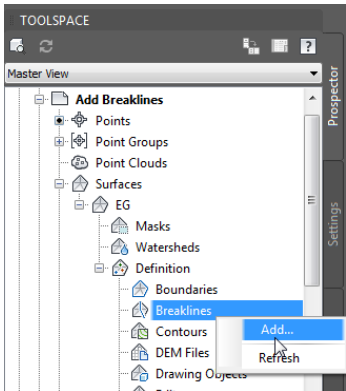 TOOLSPACE
?
Master View
Add Breaklines
Points
Point Groups
Point Clouds
Surfaces
EG
Masks
Watersheds
Definition
Boundaries
Breaklines
Contours
DEM Files
Drawing Objects
Add...
Refresh
Prospector
Settings